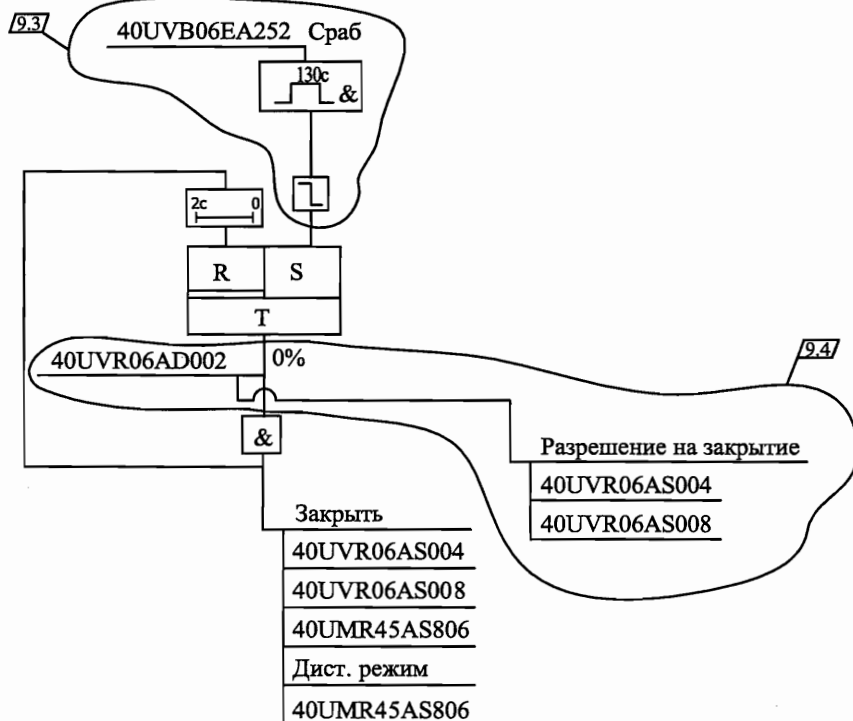 9.3
40UVB06EA252 Сраб
130с
&
2с 0
R S
T
40UVR06AD002 0%
9.4
&
Разрешение на закрытие
40UVR06AS004
40UVR06AS008
Закрыть
40UVR06AS004
40UVR06AS008
40UMR45AS806
Дист. режим
40UMR45AS806